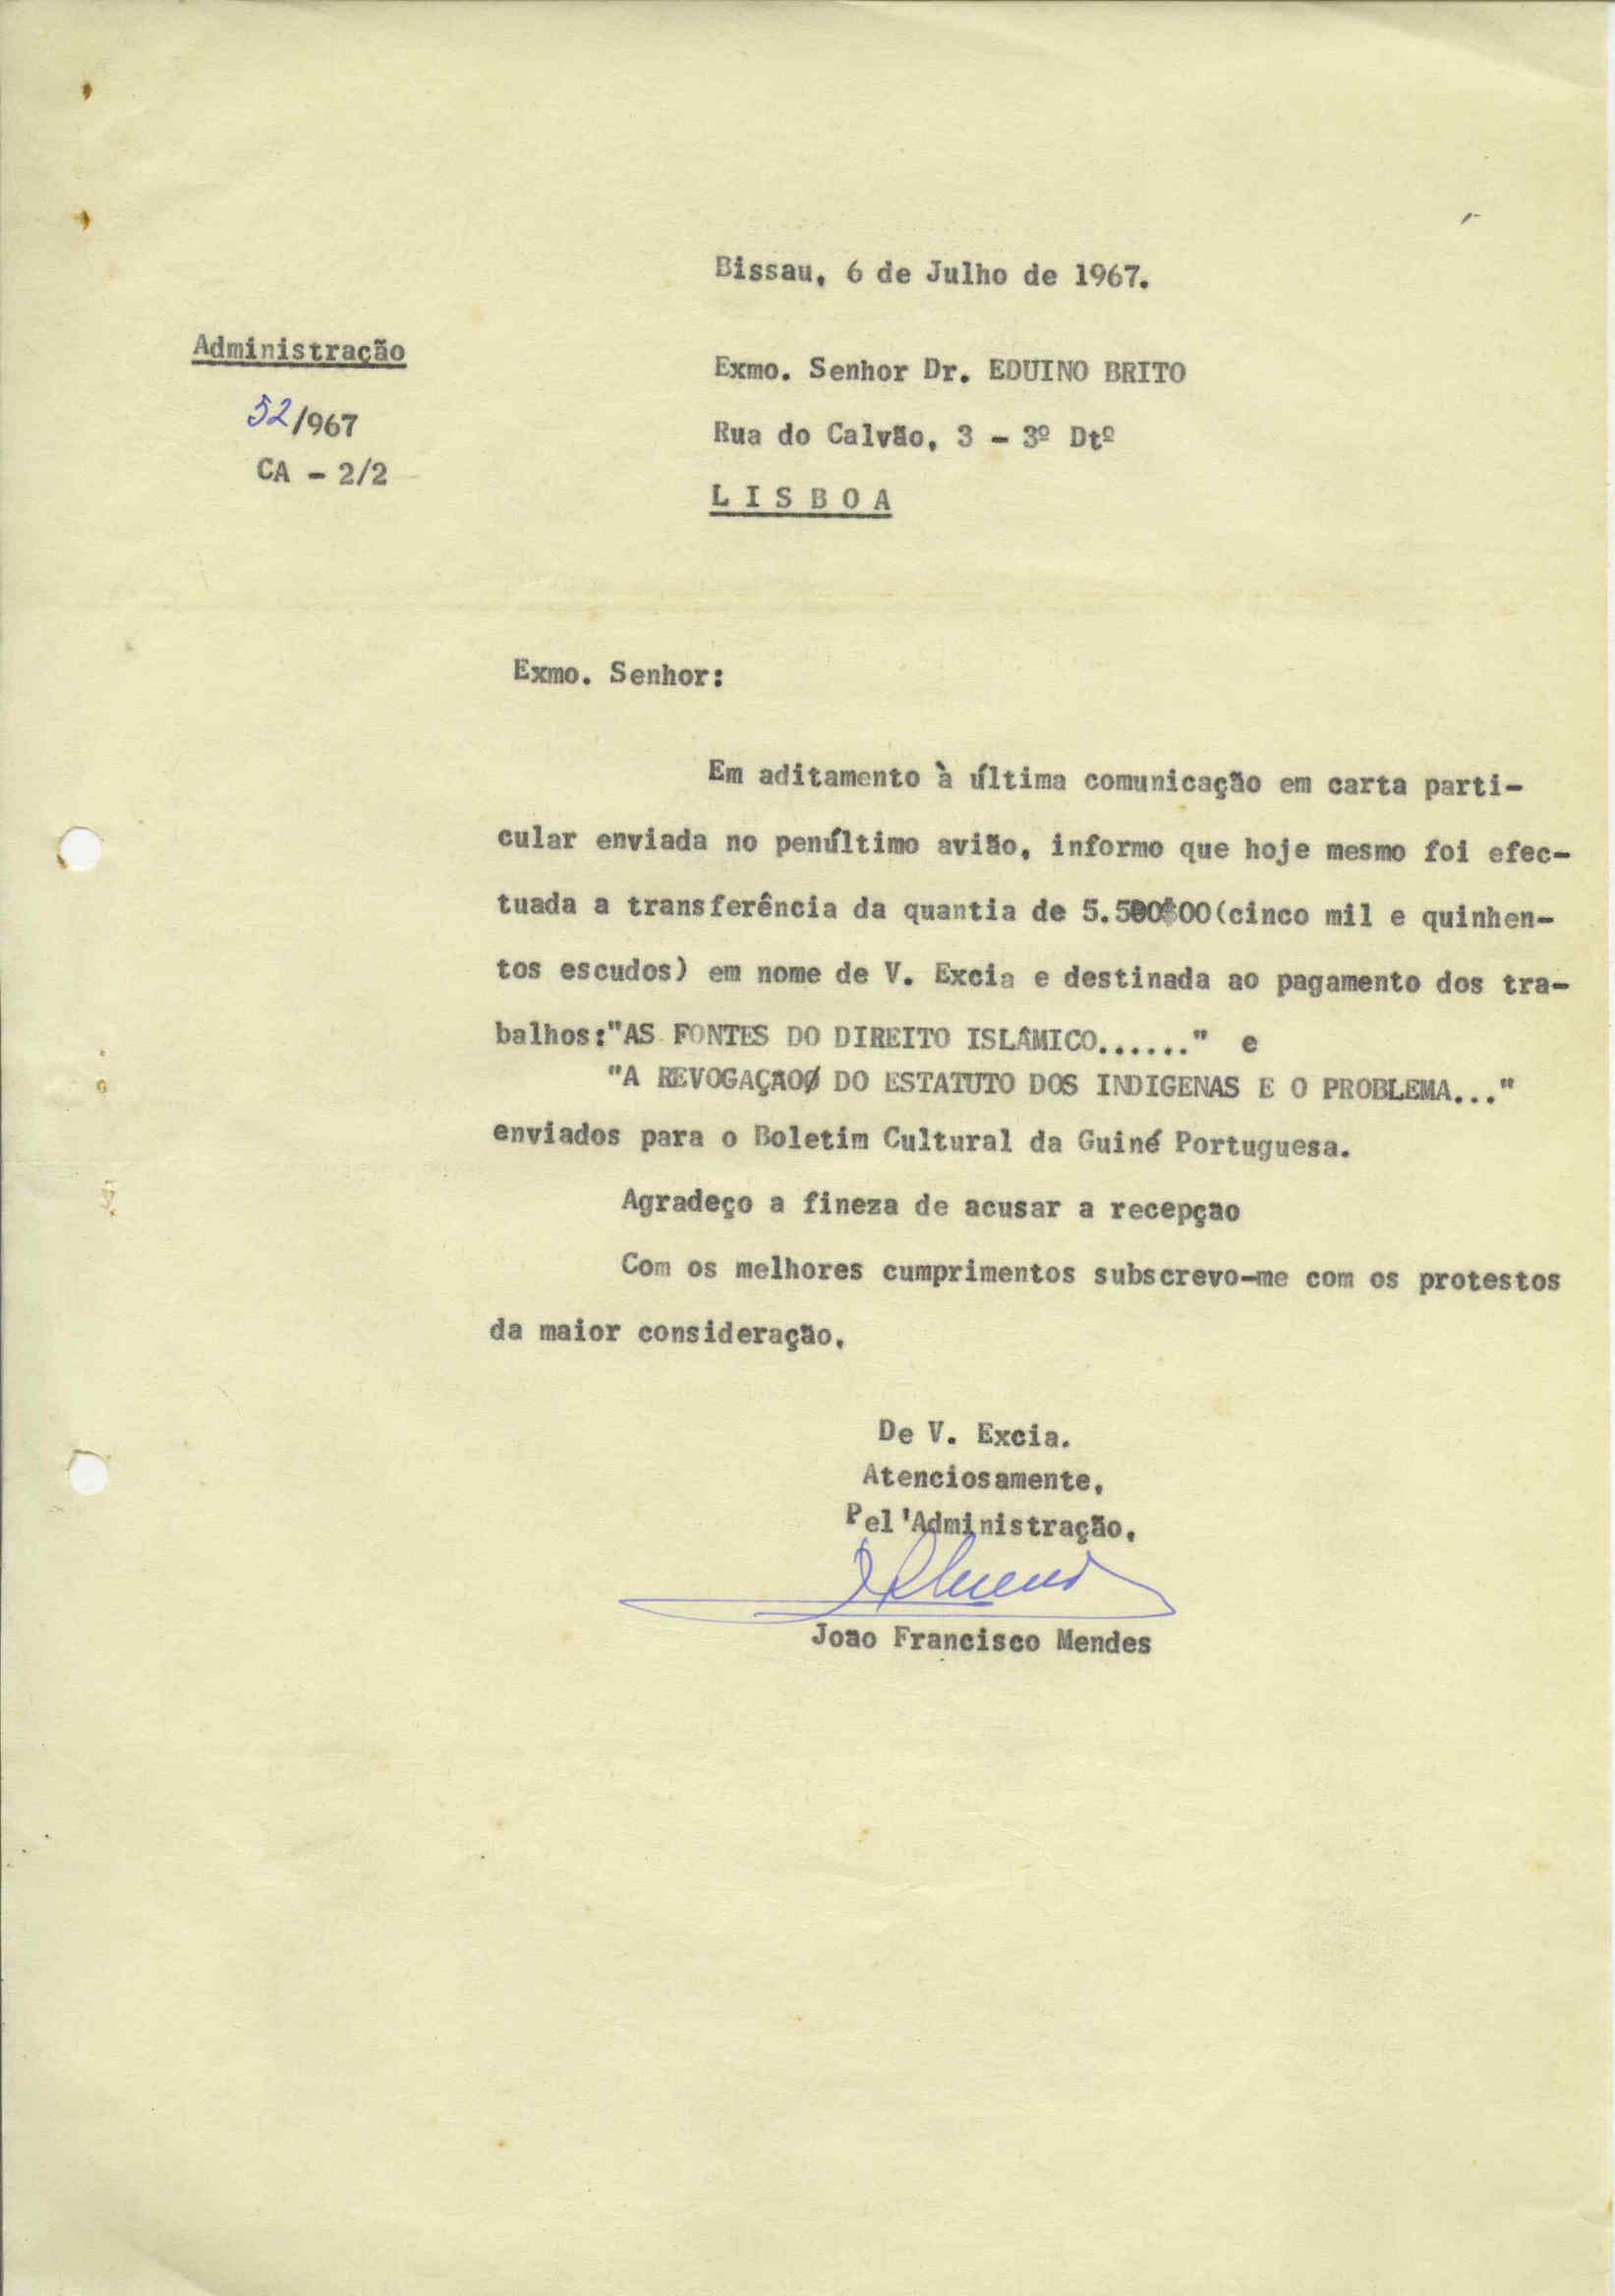 Bissau, 6 de Julho de 1967.
Administração
52/967
CA - 2/2
Exmo. Senhor Dr. EDUINO BRITO
Rua do Calvão, 3 - 3º Dtº
L I S B O A
Exmo. Senhor:
Em aditamento à última comunicação em carta parti-
cular enviada no penúltimo avião, informo que hoje mesmo foi efec-
tuada a transferência da quantia de 5.500$00(cinco mil e quinhen-
tos escudos) em nome de V. Excia e destinada ao pagamento dos tra-
balhos:"AS FONTES DO DIREITO ISLÂMICO......" e
"A REVOGAÇÃOØ DO ESTATUTO DOS INDIGENAS E O PROBLEMA..."
enviados para o Boletim Cultural da Guiné Portuguesa.
Agradeço a fineza de acusar a recepçao
Com os melhores cumprimentos subscrevo-me com os protestos
da maior consideração,
De V. Excia.
Atenciosamente,
Pel'Administração,
Joao Francisco Mendes